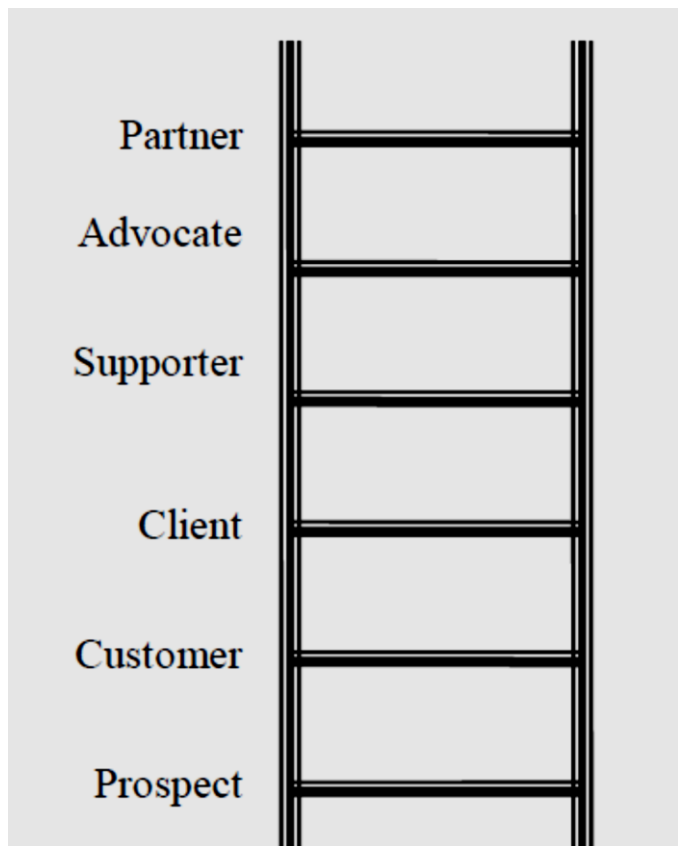 Partner
Advocate
Supporter
Client
Customer
Prospect